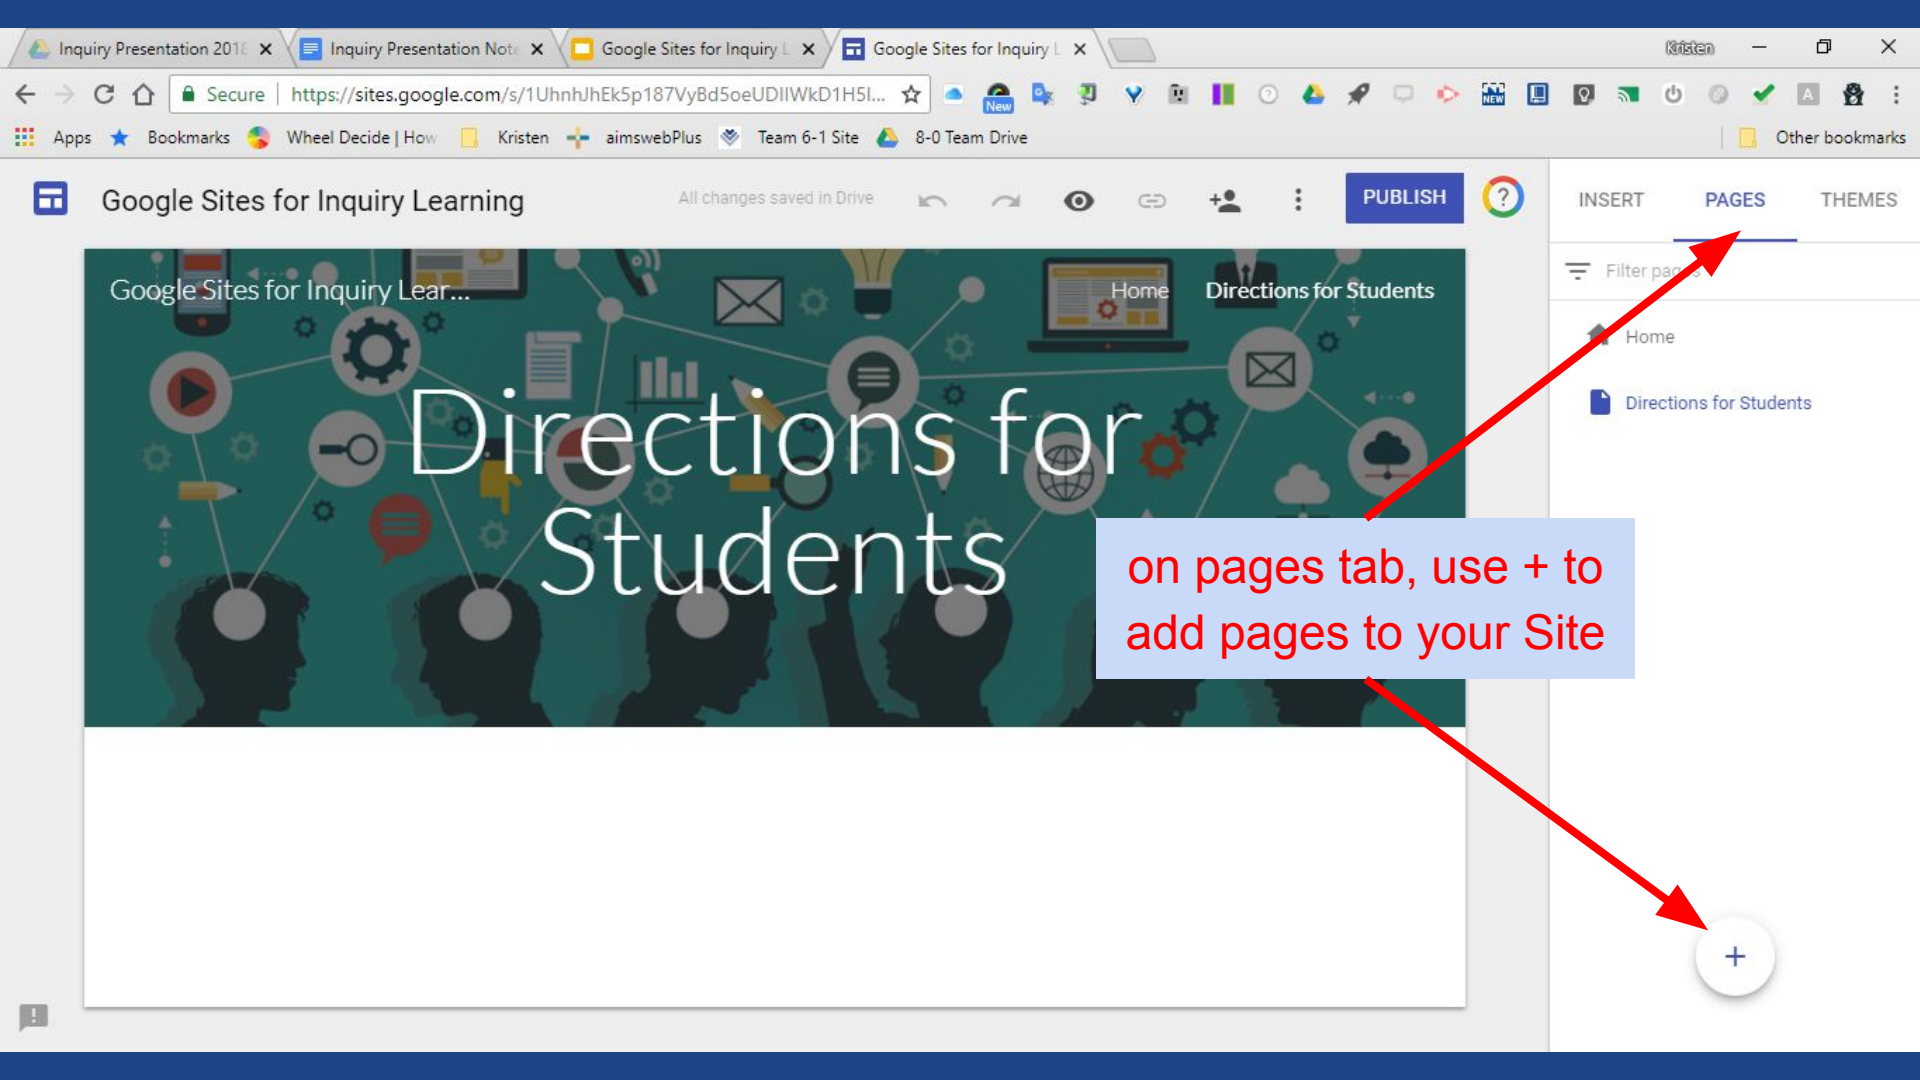 Inquiry Presentation 2018
Inquiry Presentation Note
Google Sites for Inquiry L
Google Sites for Inquiry L
Kristen
Secure
https://sites.google.com/s/1UhnhJhEk5p187VyBd5oeUDIIWkD1H5I...
New
NEW
A
Apps
Bookmarks
Wheel Decide | How
Kristen
aimswebPlus
Team 6-1 Site
8-0 Team Drive
Other bookmarks
Google Sites for Inquiry Learning
All changes saved in Drive
PUBLISH
?
INSERT
PAGES
THEMES
Google Sites for Inquiry Lear...
Home
Directions for Students
Filter pages
Home
Directions for Students
Directions for
Students
on pages tab, use + to
add pages to your Site
+